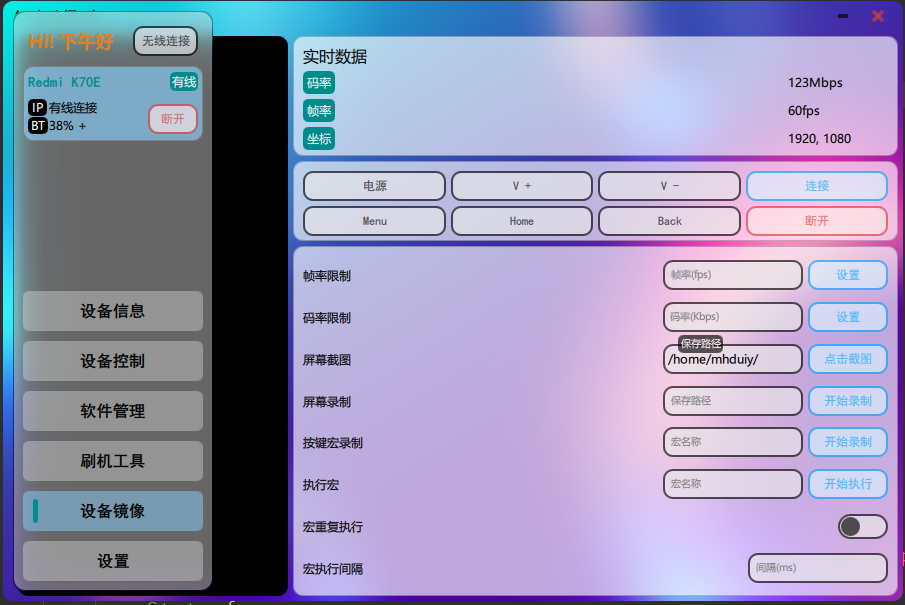 Hi! 下午好
无线连接
Redmi K70E
有线
IP 有线连接
BT 38% +
断开
设备信息
设备控制
软件管理
刷机工具
设备镜像
设置
实时数据
码率 123Mbps
帧率 60fps
坐标 1920, 1080
电源 V + V - 连接
Menu Home Back 断开
帧率限制 帧率(fps) 设置
码率限制 码率(Kbps) 设置
保存路径
屏幕截图 /home/mhduiy/ 点击截图
屏幕录制 保存路径 开始录制
按键宏录制 宏名称 开始录制
执行宏 宏名称 开始执行
宏重复执行
宏执行间隔 间隔(ms)